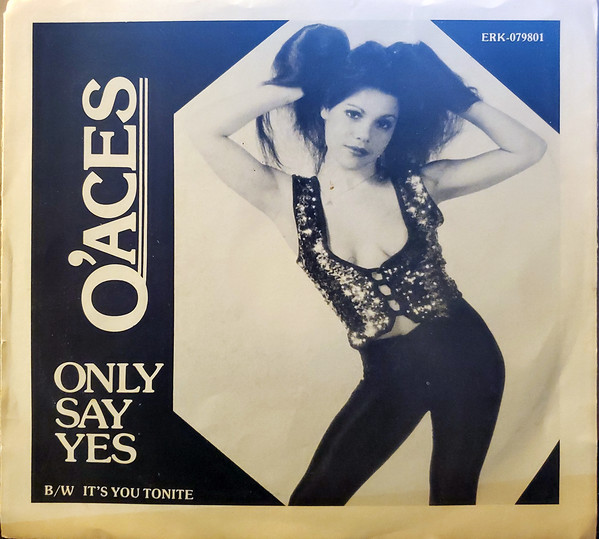 ERK-079801
O'ACES
ONLY
SAY
YES
B/W IT'S YOU TONITE